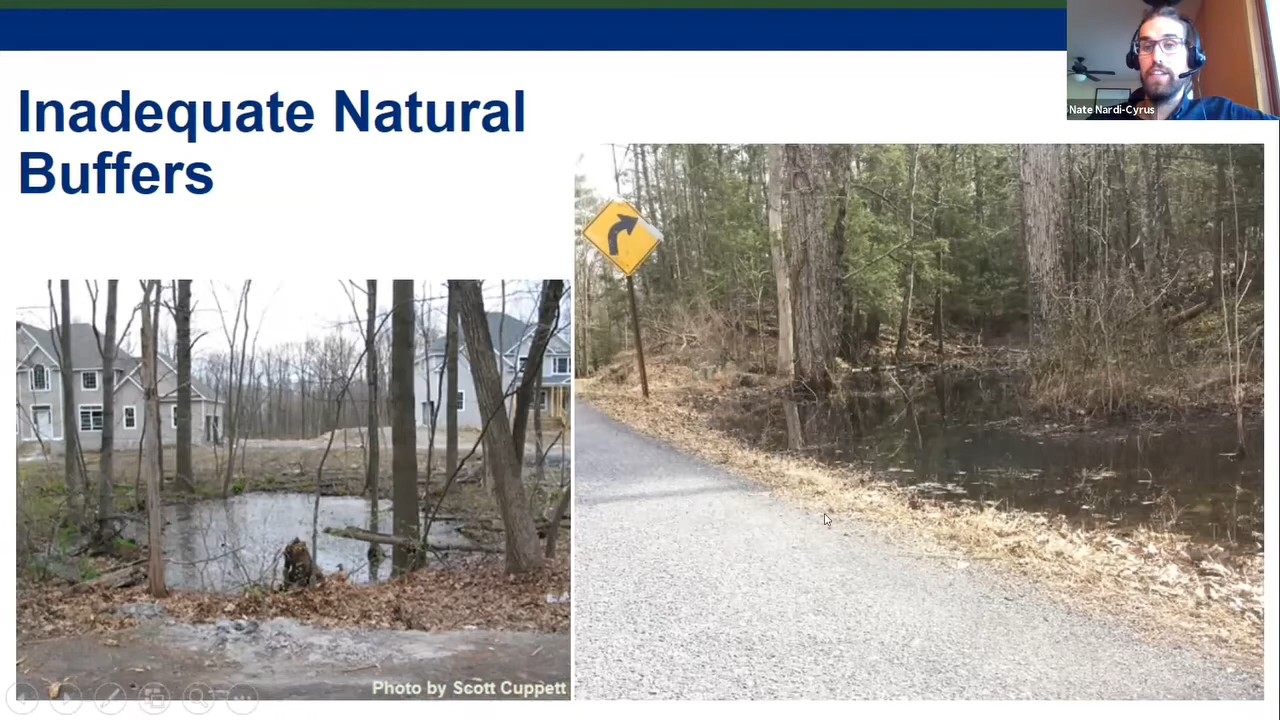 Inadequate Natural
Buffers
Nate Nardi-Cyrus
Photo by Scott Cuppett